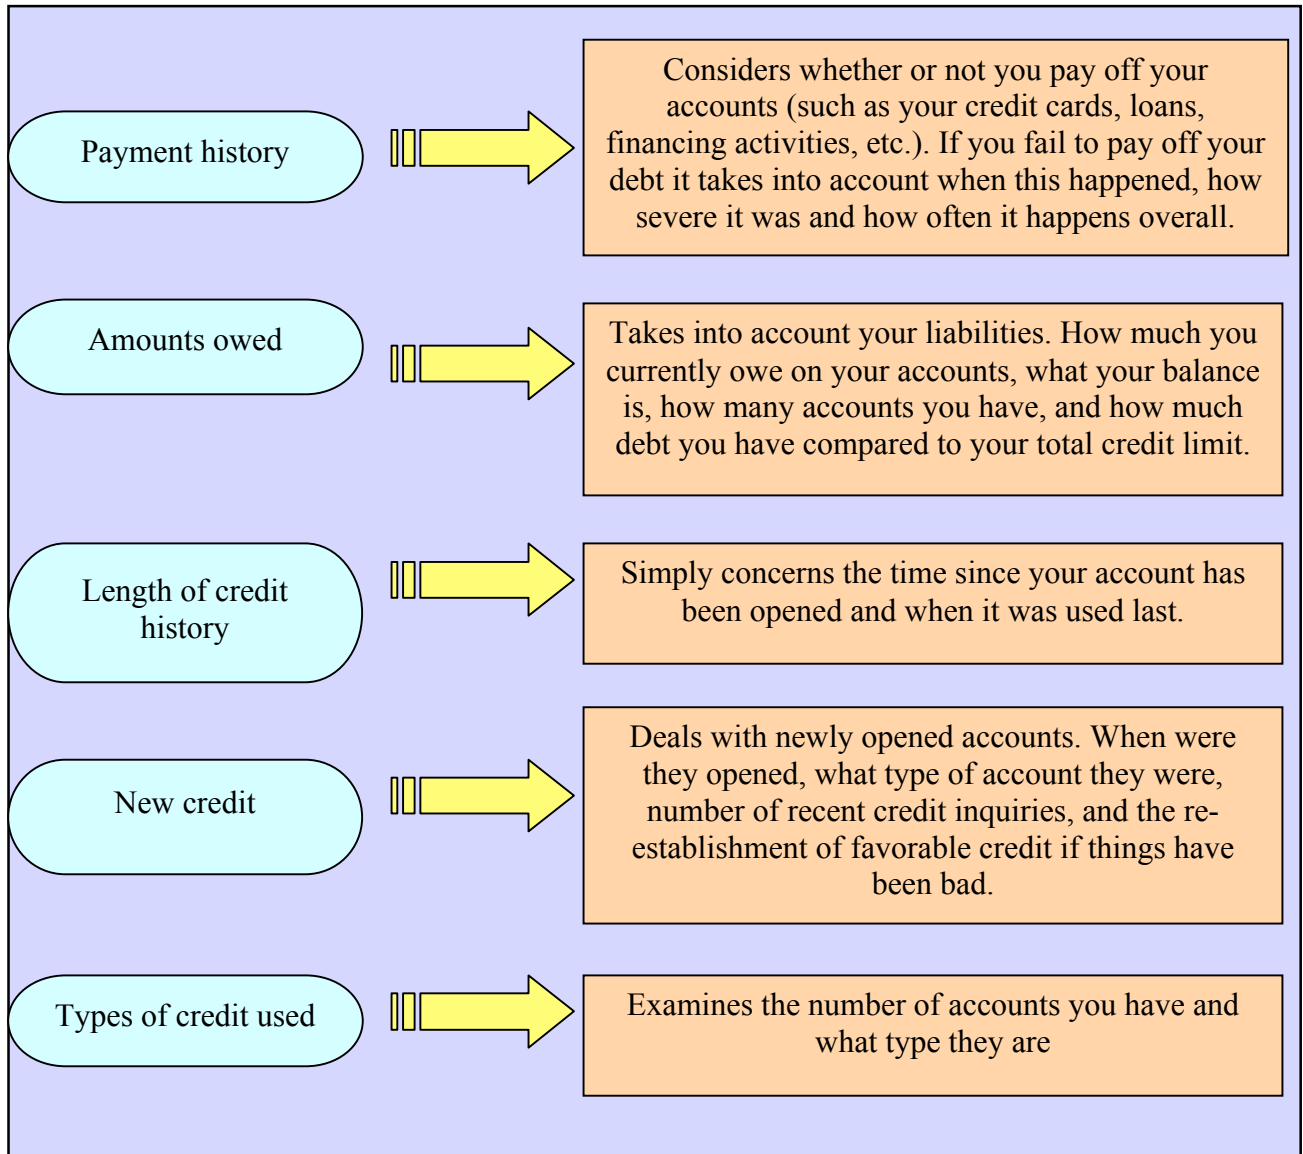 Payment history
Considers whether or not you pay off your
accounts (such as your credit cards, loans,
financing activities, etc.). If you fail to pay off your
debt it takes into account when this happened, how
severe it was and how often it happens overall.
Amounts owed
Takes into account your liabilities. How much you
currently owe on your accounts, what your balance
is, how many accounts you have, and how much
debt you have compared to your total credit limit.
Length of credit
history
Simply concerns the time since your account has
been opened and when it was used last.
New credit
Deals with newly opened accounts. When were
they opened, what type of account they were,
number of recent credit inquiries, and the re-
establishment of favorable credit if things have
been bad.
Types of credit used
Examines the number of accounts you have and
what type they are